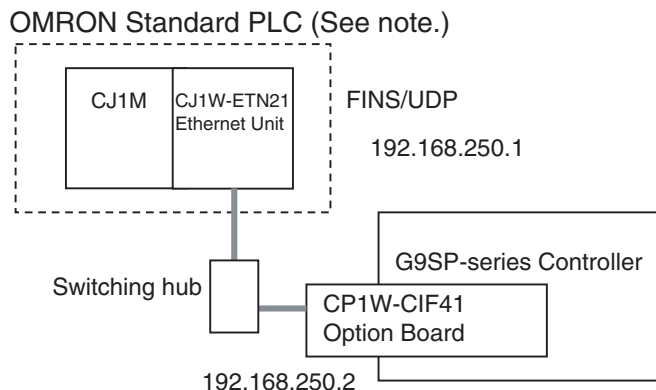 OMRON Standard PLC (See note.)
CJ1M
CJ1W-ETN21
Ethernet Unit
FINS/UDP
192.168.250.1
G9SP-series Controller
Switching hub
CP1W-CIF41
Option Board
192.168.250.2